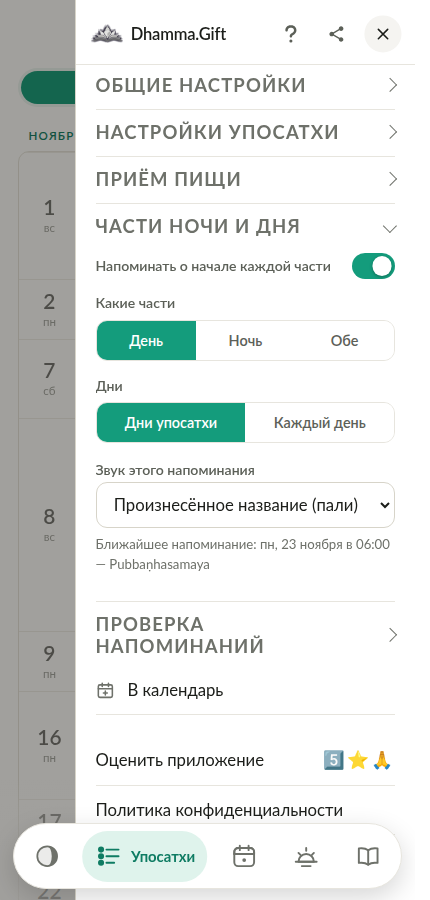 Dhamma.Gift
ОБЩИЕ НАСТРОЙКИ
НАСТРОЙКИ УПОСАТХИ
ПРИЁМ ПИЩИ
ЧАСТИ НОЧИ И ДНЯ
Напоминать о начале каждой части
Какие части
День Ночь Обе
Дни
Дни упосатхи Каждый день
Звук этого напоминания
Произнесённое название (пали)
Ближайшее напоминание: пн, 23 ноября в 06:00
— Pubbaṇhasamaya
ПРОВЕРКА
НАПОМИНАНИЙ
В календарь
Оценить приложение 5️⃣⭐🙏
Политика конфиденциальности
Упосатхи
НОЯБР
1
вс
2
пн
7
сб
8
вс
9
пн
16
пн
17
22